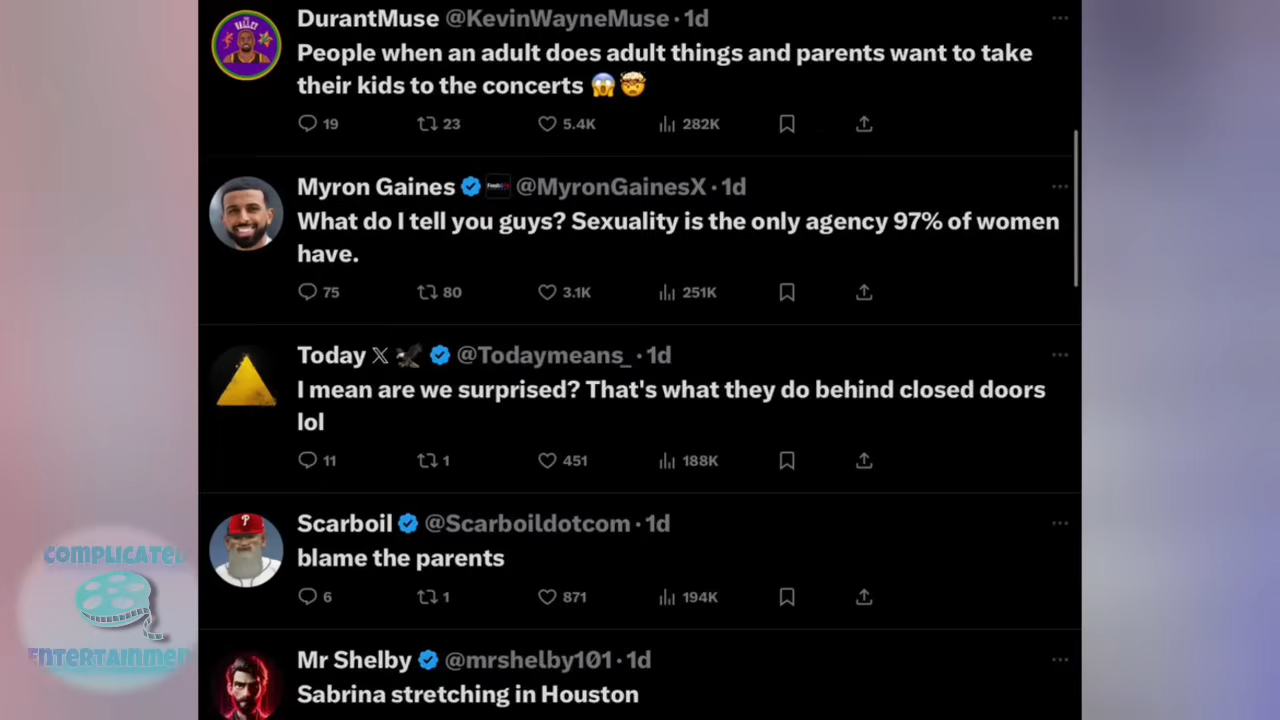 DurantMuse @KevinWayneMuse · 1d
People when an adult does adult things and parents want to take
their kids to the concerts 😱🤯
19 23 5.4K 282K
Myron Gaines @MyronGainesX · 1d
What do I tell you guys? Sexuality is the only agency 97% of women
have.
75 80 3.1K 251K
Today 𝕏 🦅 @Todaymeans_ · 1d
I mean are we surprised? That's what they do behind closed doors
lol
11 1 451 188K
Scarboil @Scarboildotcom · 1d
blame the parents
6 1 871 194K
COMPLICATED
ENTERTAINMEN
Mr Shelby @mrshelby101 · 1d
Sabrina stretching in Houston